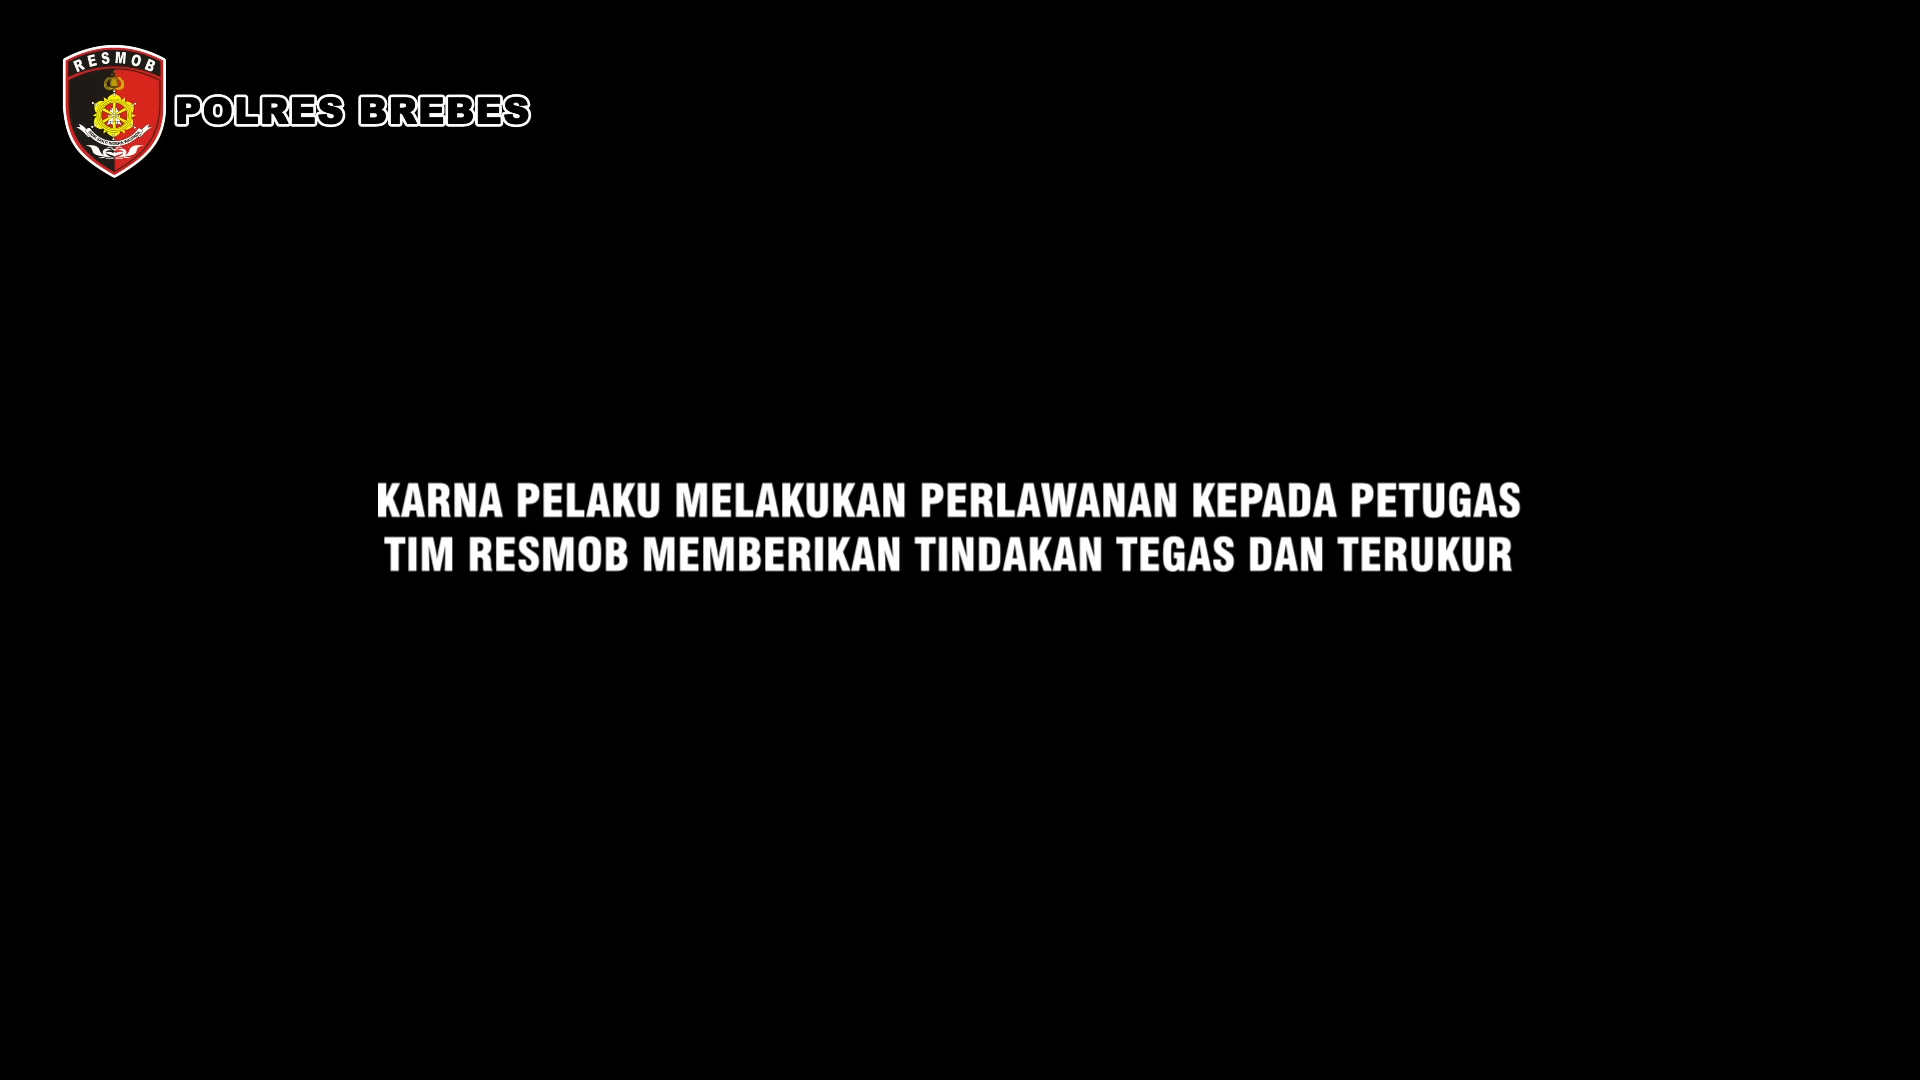 RESMOB
POLRES BREBES
KARNA PELAKU MELAKUKAN PERLAWANAN KEPADA PETUGAS
TIM RESMOB MEMBERIKAN TINDAKAN TEGAS DAN TERUKUR